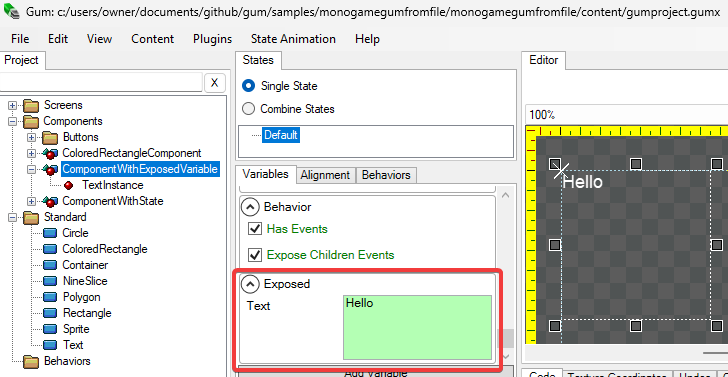 Gum: c:/users/owner/documents/github/gum/samples/monogamegumfromfile/monogamegumfromfile/content/gumproject.gumx
File Edit View Content Plugins State Animation Help
Project
X
Screens
Components
Buttons
ColoredRectangleComponent
ComponentWithExposedVariable
TextInstance
ComponentWithState
Standard
Circle
ColoredRectangle
Container
NineSlice
Polygon
Rectangle
Sprite
Text
Behaviors
States
Single State
Combine States
Default
Variables Alignment Behaviors
Behavior
Has Events
Expose Children Events
Exposed
Text Hello
Add Variable
Editor
100%
Hello
Code Texture Coordinates Undos